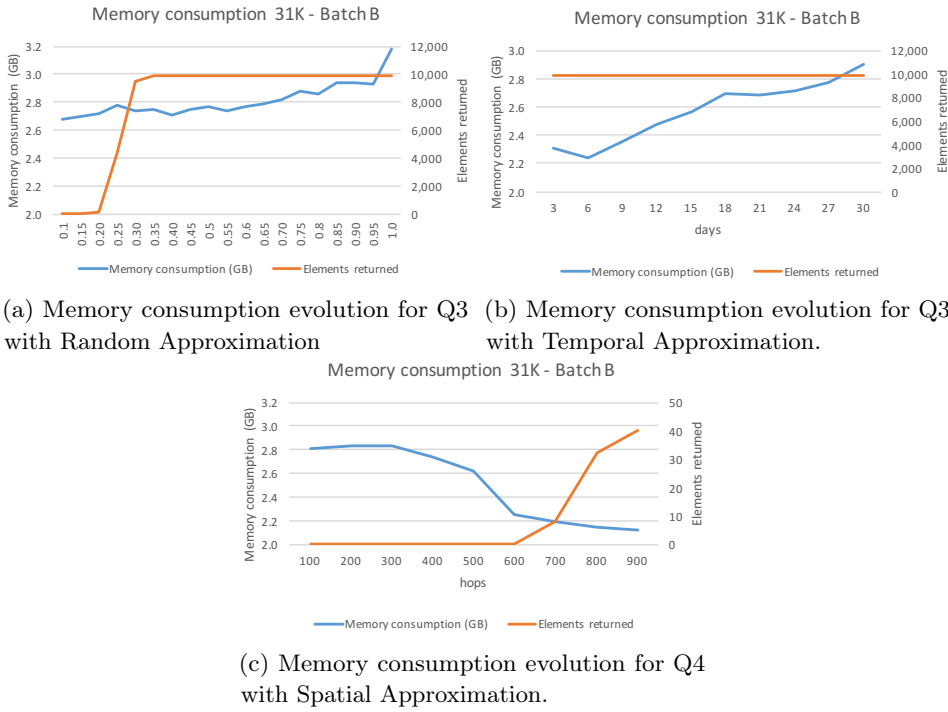 Memory consumption 31K - Batch B
Memory consumption (GB)
3.2
3.0
2.8
2.6
2.4
2.2
2.0
12,000
10,000
8,000
6,000
4,000
2,000
0
Elements returned
0.1
0.15
0.20
0.25
0.30
0.35
0.40
0.45
0.5
0.55
0.6
0.65
0.70
0.75
0.8
0.85
0.90
0.95
1.0
Memory consumption (GB)
Elements returned
(a) Memory consumption evolution for Q3
with Random Approximation
Memory consumption 31K - Batch B
Memory consumption (GB)
3.0
2.8
2.6
2.4
2.2
2.0
12,000
10,000
8,000
6,000
4,000
2,000
0
Elements returned
3 6 9 12 15 18 21 24 27 30
days
Memory consumption (GB)
Elements returned
(b) Memory consumption evolution for Q3
with Temporal Approximation.
Memory consumption 31K - Batch B
Memory consumption (GB)
3.2
3.0
2.8
2.6
2.4
2.2
2.0
50
40
30
20
10
0
Elements returned
100 200 300 400 500 600 700 800 900
hops
Memory consumption (GB)
Elements returned
(c) Memory consumption evolution for Q4
with Spatial Approximation.